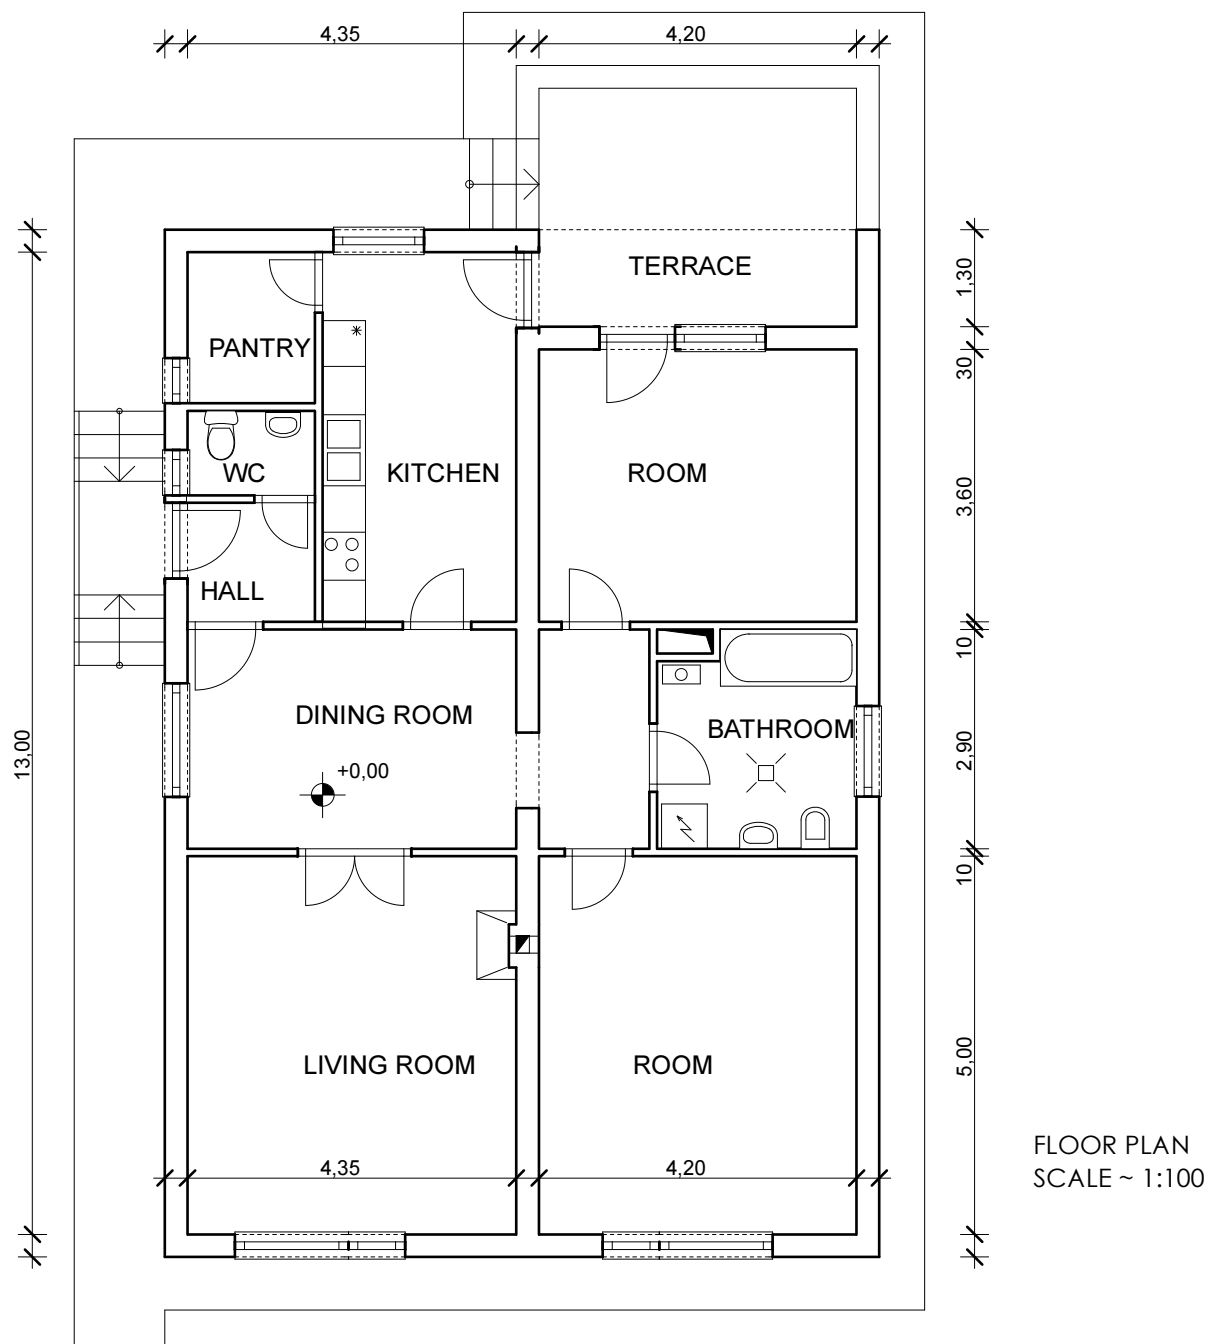 4,35
4,20
TERRACE
1,30
PANTRY
30
WC
KITCHEN
ROOM
3,60
HALL
10
DINING ROOM
BATHROOM
+0,00
13,00
2,90
10
LIVING ROOM
ROOM
5,00
4,35
4,20
FLOOR PLAN
SCALE ~ 1:100